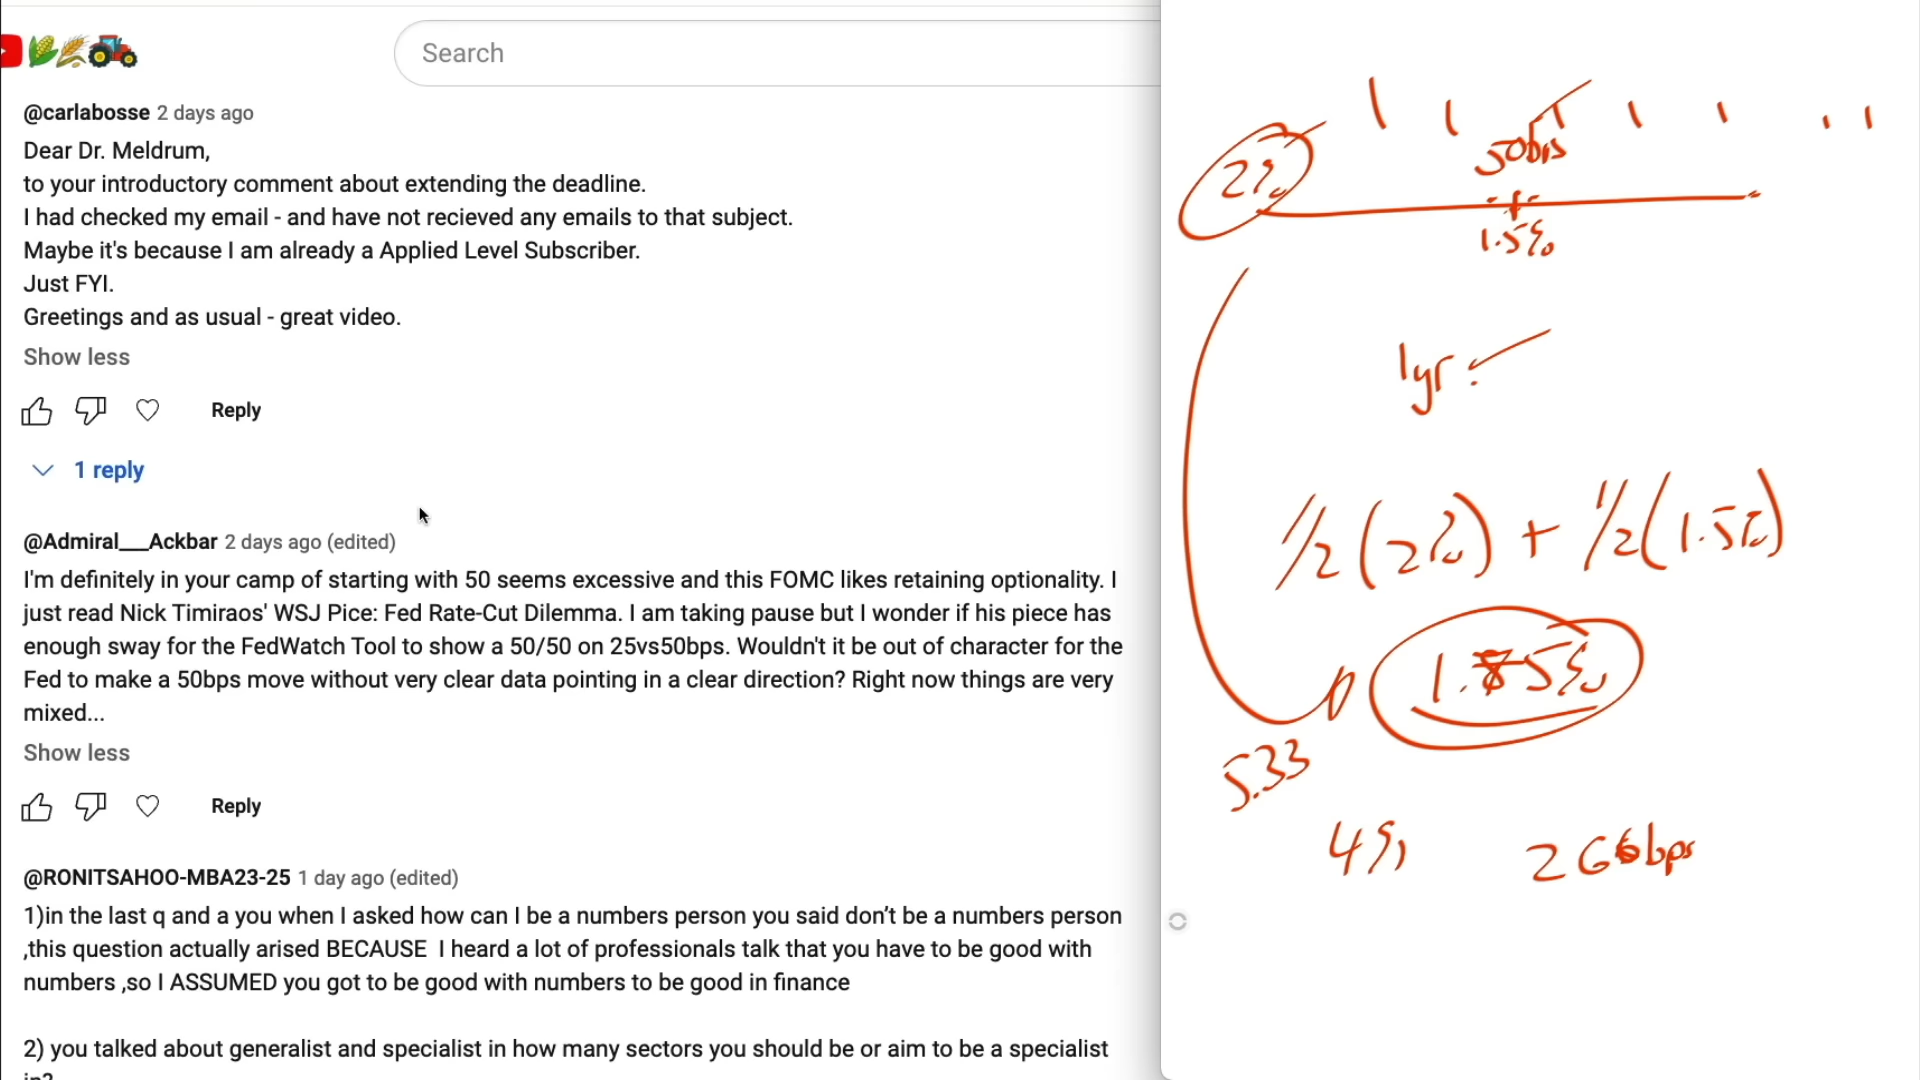 Search
@carlabosse 2 days ago
Dear Dr. Meldrum,
to your introductory comment about extending the deadline.
I had checked my email - and have not recieved any emails to that subject.
Maybe it's because I am already a Applied Level Subscriber.
Just FYI.
Greetings and as usual - great video.
Show less
Reply
1 reply
@Admiral___Ackbar 2 days ago (edited)
I'm definitely in your camp of starting with 50 seems excessive and this FOMC likes retaining optionality. I
just read Nick Timiraos' WSJ Pice: Fed Rate-Cut Dilemma. I am taking pause but I wonder if his piece has
enough sway for the FedWatch Tool to show a 50/50 on 25vs50bps. Wouldn't it be out of character for the
Fed to make a 50bps move without very clear data pointing in a clear direction? Right now things are very
mixed...
Show less
Reply
@RONITSAHOO-MBA23-25 1 day ago (edited)
1)in the last q and a you when I asked how can I be a numbers person you said don’t be a numbers person
,this question actually arised BECAUSE I heard a lot of professionals talk that you have to be good with
numbers ,so I ASSUMED you got to be good with numbers to be good in finance
2) you talked about generalist and specialist in how many sectors you should be or aim to be a specialist
in?
50bps
2%
1.5%
1yr
1/2 (2%) + 1/2 (1.5%)
5.33
4%